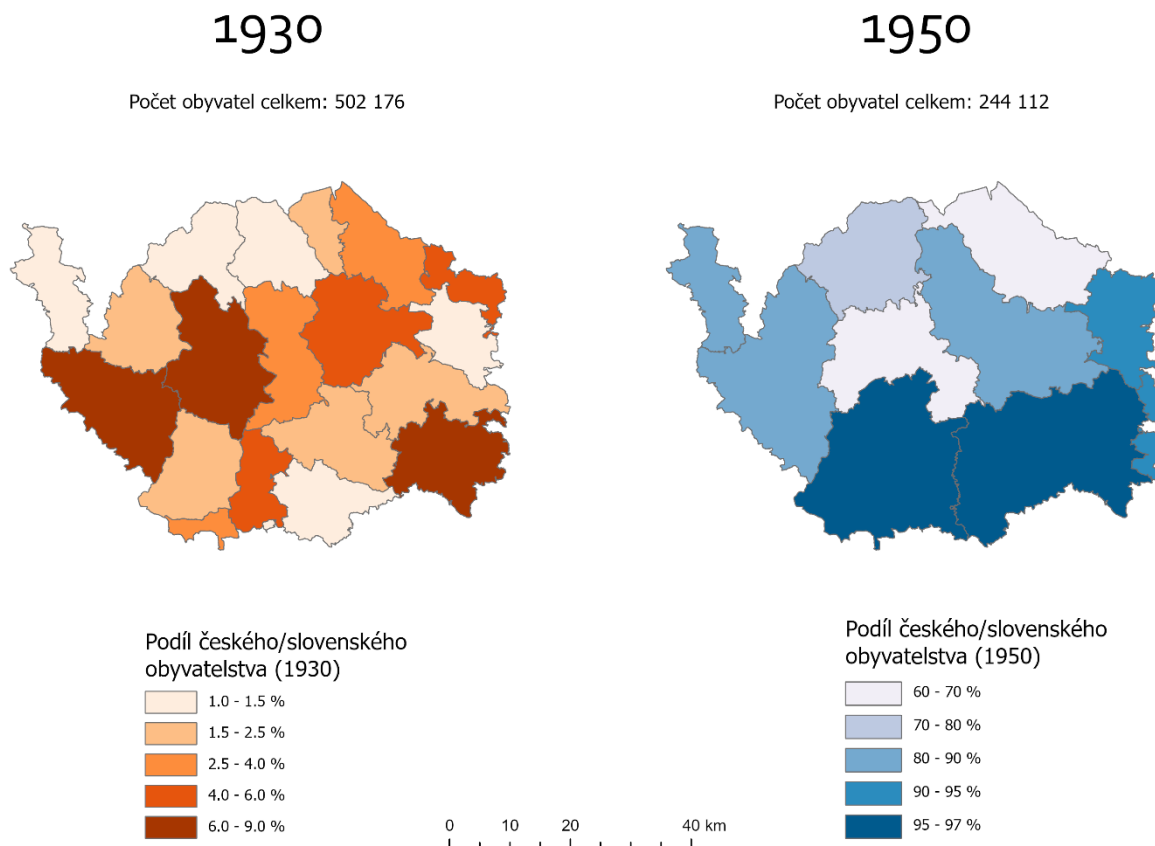 1930
Počet obyvatel celkem: 502 176
1950
Počet obyvatel celkem: 244 112
Podíl českého/slovenského
obyvatelstva (1930)
1.0 - 1.5 %
1.5 - 2.5 %
2.5 - 4.0 %
4.0 - 6.0 %
6.0 - 9.0 %
0 10 20 40 km
Podíl českého/slovenského
obyvatelstva (1950)
60 - 70 %
70 - 80 %
80 - 90 %
90 - 95 %
95 - 97 %